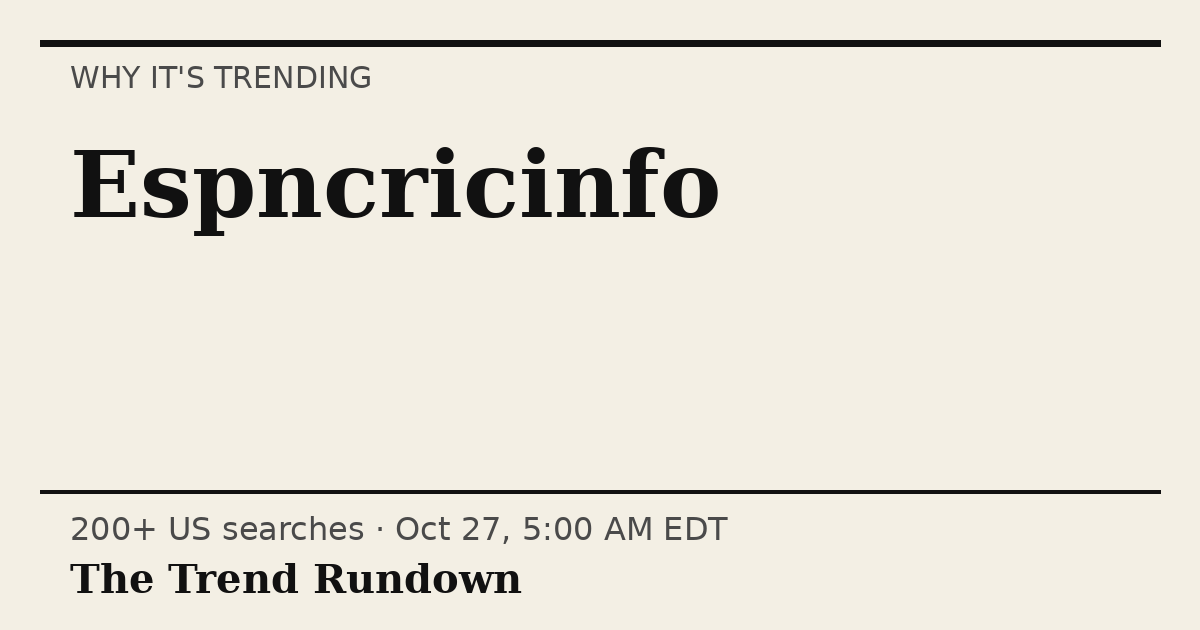 WHY IT'S TRENDING
Espncricinfo
200+ US searches · Oct 27, 5:00 AM EDT
The Trend Rundown